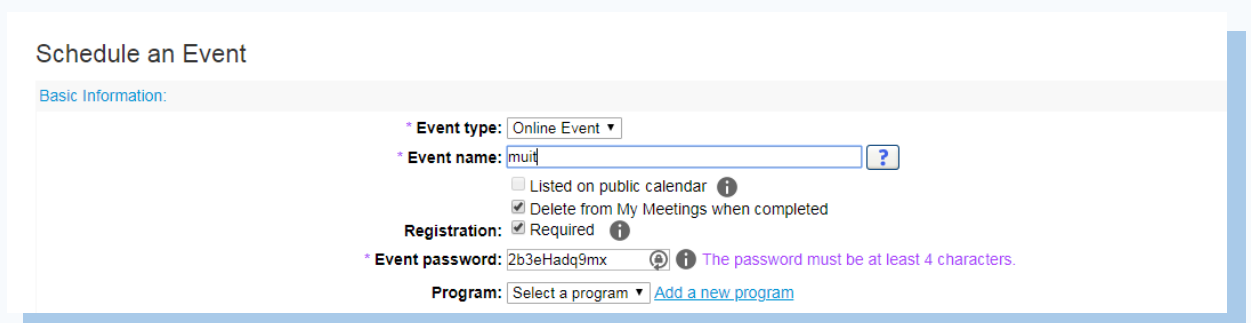 Schedule an Event
Basic Information:
* Event type: Online Event
* Event name: muit ?
Listed on public calendar i
Delete from My Meetings when completed
Registration: Required i
* Event password: 2b3eHadq9mx i The password must be at least 4 characters.
Program: Select a program Add a new program